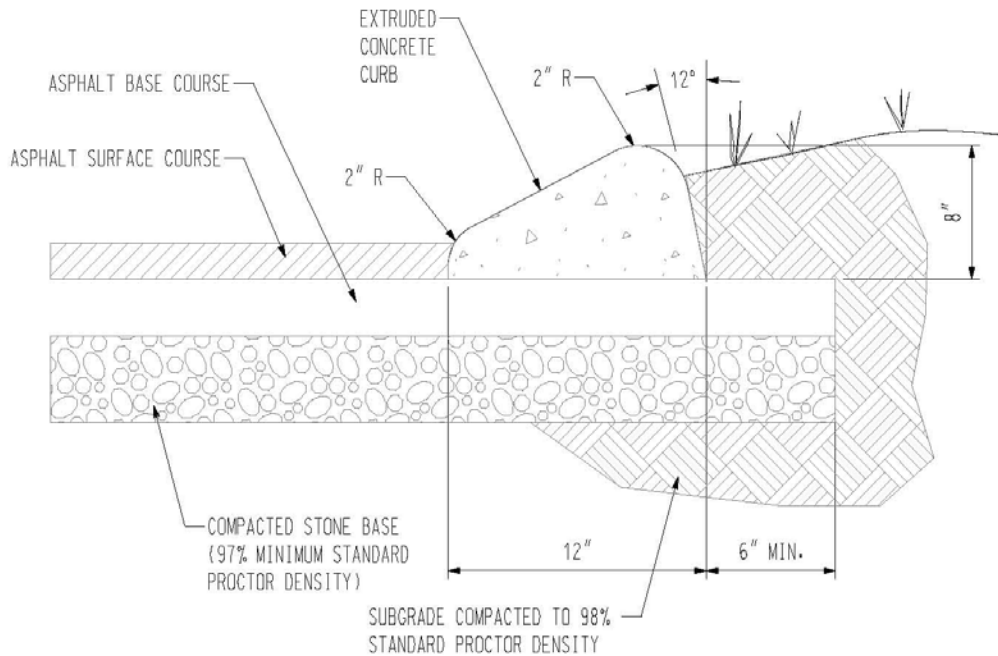 EXTRUDED
CONCRETE
CURB
ASPHALT BASE COURSE
2" R
12°
ASPHALT SURFACE COURSE
2" R
8"
COMPACTED STONE BASE
(97% MINIMUM STANDARD
PROCTOR DENSITY)
12"
6" MIN.
SUBGRADE COMPACTED TO 98%
STANDARD PROCTOR DENSITY